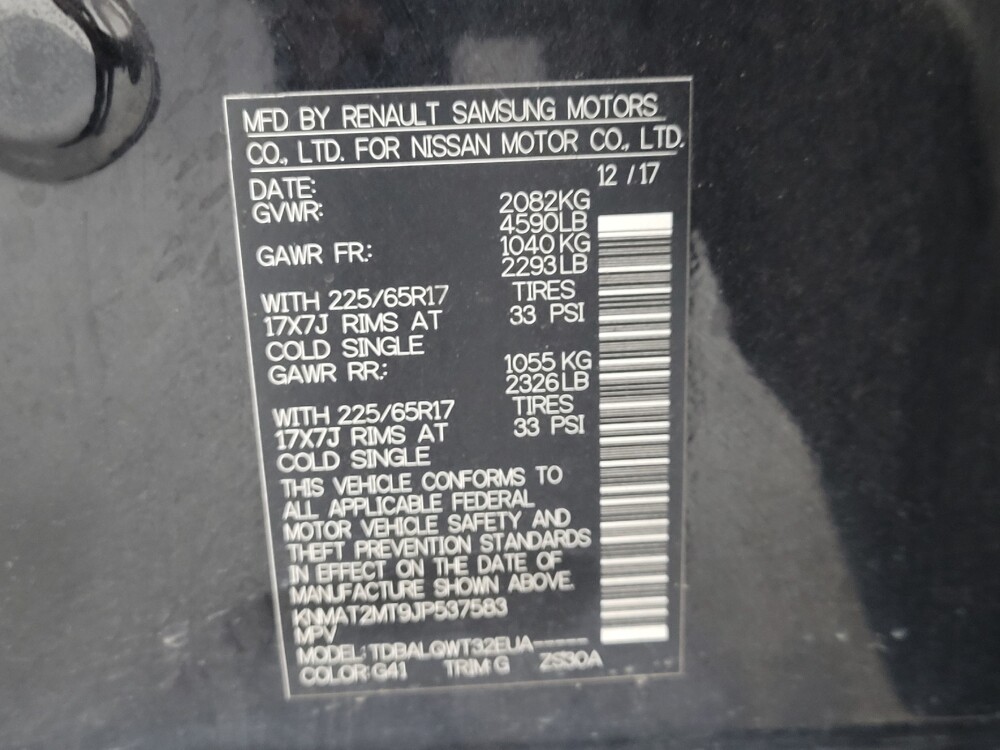 MFD BY RENAULT SAMSUNG MOTORS
CO., LTD. FOR NISSAN MOTOR CO., LTD.
DATE: 12 / 17
GVWR: 2082KG
4590LB
GAWR FR.: 1040 KG
2293 LB
WITH 225/65R17 TIRES
17X7J RIMS AT 33 PSI
COLD SINGLE
GAWR RR.: 1055 KG
2326 LB
WITH 225/65R17 TIRES
17X7J RIMS AT 33 PSI
COLD SINGLE
THIS VEHICLE CONFORMS TO
ALL APPLICABLE FEDERAL
MOTOR VEHICLE SAFETY AND
THEFT PREVENTION STANDARDS
IN EFFECT ON THE DATE OF
MANUFACTURE SHOWN ABOVE.
KNMAT2MT9JP537583
MPV
MODEL: TDBALQWT32EUA-----
COLOR: G41 TRIM G ZS30A